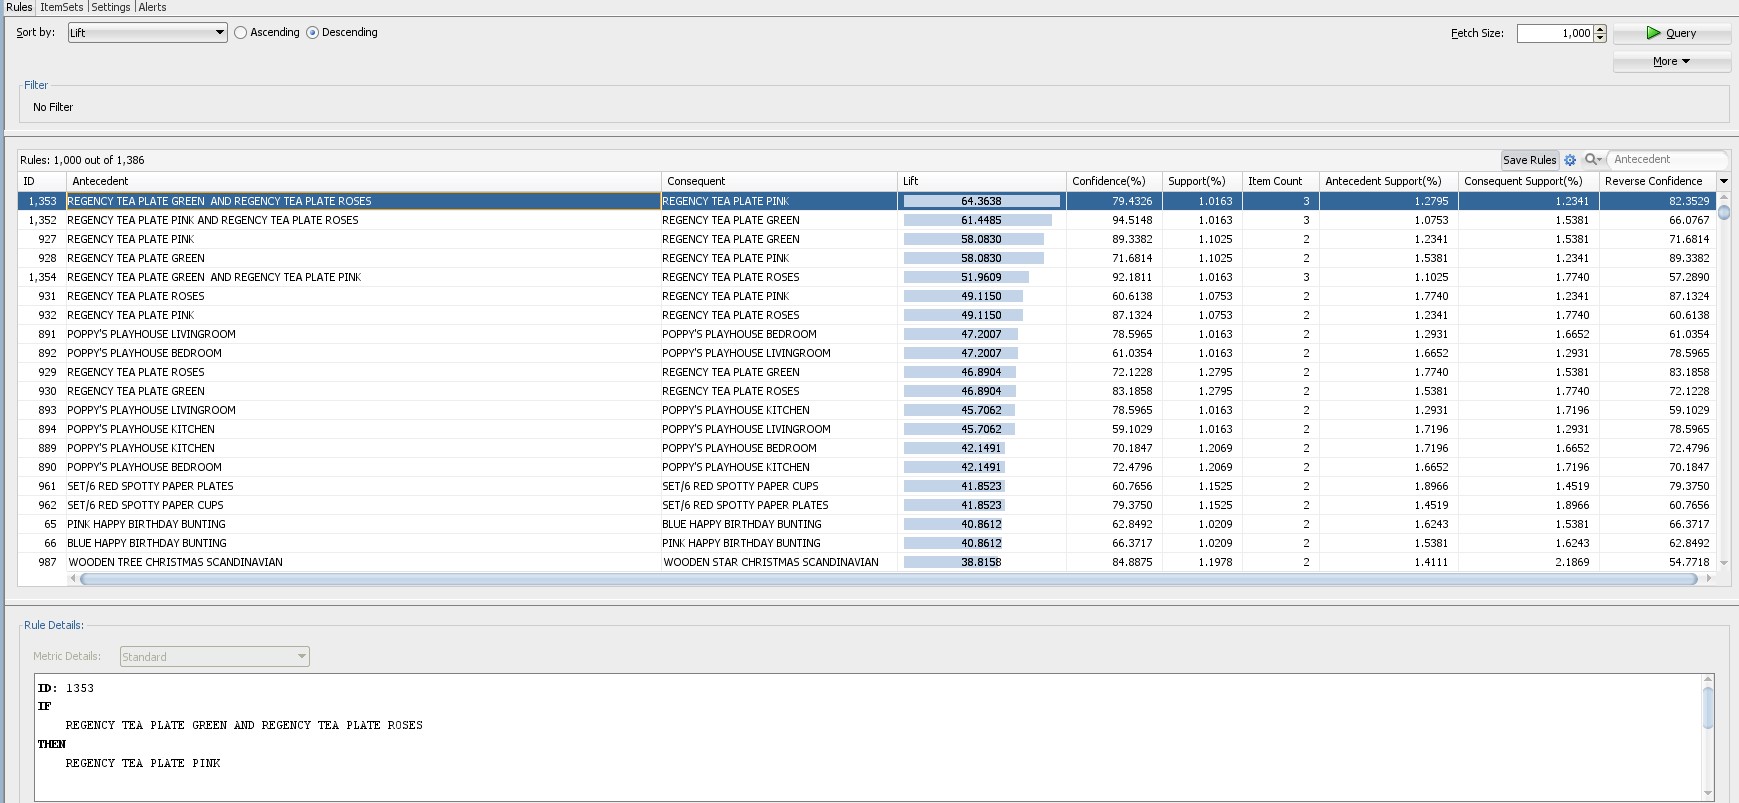 Rules ItemSets Settings Alerts
Sort by: Lift Ascending Descending Fetch Size: 1,000 Query
More
Filter
No Filter
Rules: 1,000 out of 1,386 Save Rules Antecedent
ID Antecedent Consequent Lift Confidence(%) Support(%) Item Count Antecedent Support(%) Consequent Support(%) Reverse Confidence
1,353 REGENCY TEA PLATE GREEN AND REGENCY TEA PLATE ROSES REGENCY TEA PLATE PINK 64.3638 79.4326 1.0163 3 1.2795 1.2341 82.3529
1,352 REGENCY TEA PLATE PINK AND REGENCY TEA PLATE ROSES REGENCY TEA PLATE GREEN 61.4485 94.5148 1.0163 3 1.0753 1.5381 66.0767
927 REGENCY TEA PLATE PINK REGENCY TEA PLATE GREEN 58.0830 89.3382 1.1025 2 1.2341 1.5381 71.6814
928 REGENCY TEA PLATE GREEN REGENCY TEA PLATE PINK 58.0830 71.6814 1.1025 2 1.5381 1.2341 89.3382
1,354 REGENCY TEA PLATE GREEN AND REGENCY TEA PLATE PINK REGENCY TEA PLATE ROSES 51.9609 92.1811 1.0163 3 1.1025 1.7740 57.2890
931 REGENCY TEA PLATE ROSES REGENCY TEA PLATE PINK 49.1150 60.6138 1.0753 2 1.7740 1.2341 87.1324
932 REGENCY TEA PLATE PINK REGENCY TEA PLATE ROSES 49.1150 87.1324 1.0753 2 1.2341 1.7740 60.6138
891 POPPY'S PLAYHOUSE LIVINGROOM POPPY'S PLAYHOUSE BEDROOM 47.2007 78.5965 1.0163 2 1.2931 1.6652 61.0354
892 POPPY'S PLAYHOUSE BEDROOM POPPY'S PLAYHOUSE LIVINGROOM 47.2007 61.0354 1.0163 2 1.6652 1.2931 78.5965
929 REGENCY TEA PLATE ROSES REGENCY TEA PLATE GREEN 46.8904 72.1228 1.2795 2 1.7740 1.5381 83.1858
930 REGENCY TEA PLATE GREEN REGENCY TEA PLATE ROSES 46.8904 83.1858 1.2795 2 1.5381 1.7740 72.1228
893 POPPY'S PLAYHOUSE LIVINGROOM POPPY'S PLAYHOUSE KITCHEN 45.7062 78.5965 1.0163 2 1.2931 1.7196 59.1029
894 POPPY'S PLAYHOUSE KITCHEN POPPY'S PLAYHOUSE LIVINGROOM 45.7062 59.1029 1.0163 2 1.7196 1.2931 78.5965
889 POPPY'S PLAYHOUSE KITCHEN POPPY'S PLAYHOUSE BEDROOM 42.1491 70.1847 1.2069 2 1.7196 1.6652 72.4796
890 POPPY'S PLAYHOUSE BEDROOM POPPY'S PLAYHOUSE KITCHEN 42.1491 72.4796 1.2069 2 1.6652 1.7196 70.1847
961 SET/6 RED SPOTTY PAPER PLATES SET/6 RED SPOTTY PAPER CUPS 41.8523 60.7656 1.1525 2 1.8966 1.4519 79.3750
962 SET/6 RED SPOTTY PAPER CUPS SET/6 RED SPOTTY PAPER PLATES 41.8523 79.3750 1.1525 2 1.4519 1.8966 60.7656
65 PINK HAPPY BIRTHDAY BUNTING BLUE HAPPY BIRTHDAY BUNTING 40.8612 62.8492 1.0209 2 1.6243 1.5381 66.3717
66 BLUE HAPPY BIRTHDAY BUNTING PINK HAPPY BIRTHDAY BUNTING 40.8612 66.3717 1.0209 2 1.5381 1.6243 62.8492
987 WOODEN TREE CHRISTMAS SCANDINAVIAN WOODEN STAR CHRISTMAS SCANDINAVIAN 38.8158 84.8875 1.1978 2 1.4111 2.1869 54.7718
Rule Details:
Metric Details: Standard
ID: 1353
IF
REGENCY TEA PLATE GREEN AND REGENCY TEA PLATE ROSES
THEN
REGENCY TEA PLATE PINK